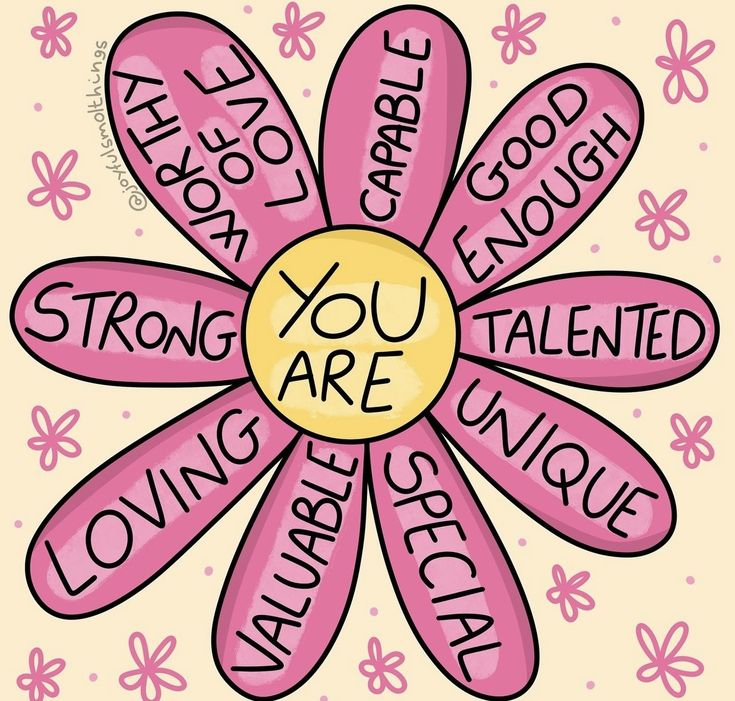 YOU
ARE
WORTHY
OF
LOVE
CAPABLE
GOOD
ENOUGH
TALENTED
UNIQUE
SPECIAL
VALUABLE
LOVING
STRONG
@joyfulsmolthings